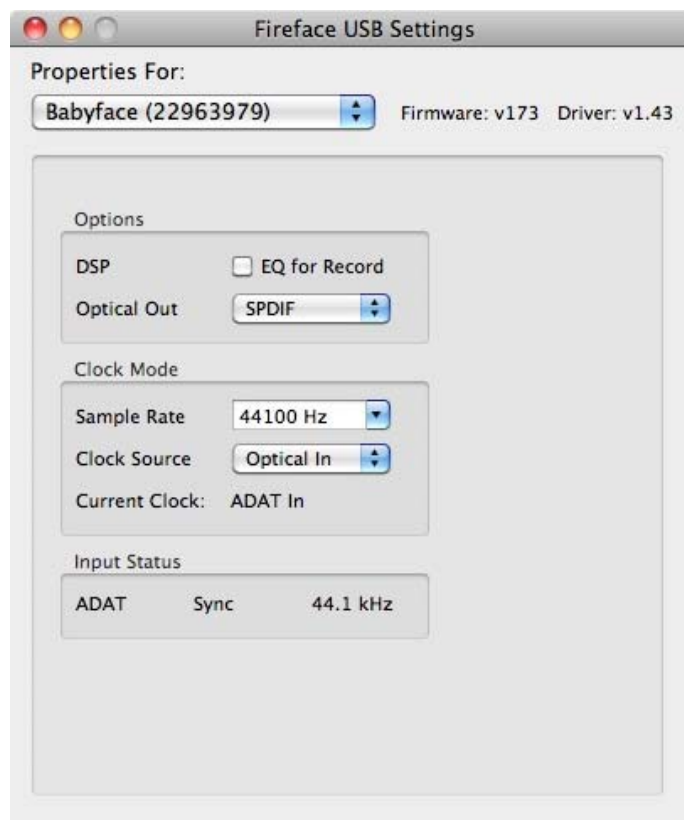 Fireface USB Settings
Properties For:
Babyface (22963979) Firmware: v173 Driver: v1.43
Options
DSP EQ for Record
Optical Out SPDIF
Clock Mode
Sample Rate 44100 Hz
Clock Source Optical In
Current Clock: ADAT In
Input Status
ADAT Sync 44.1 kHz